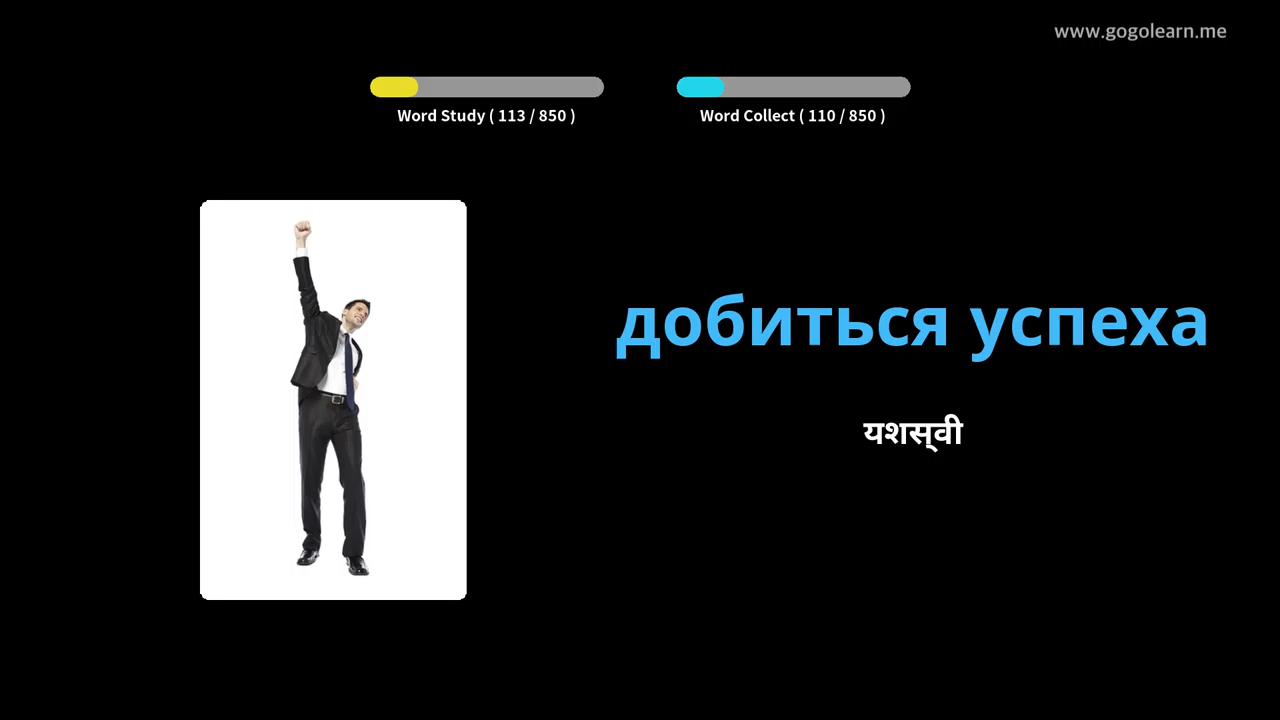 www.gogolearn.me
Word Study ( 113 / 850 )
Word Collect ( 110 / 850 )
добиться успеха
यशस्वी